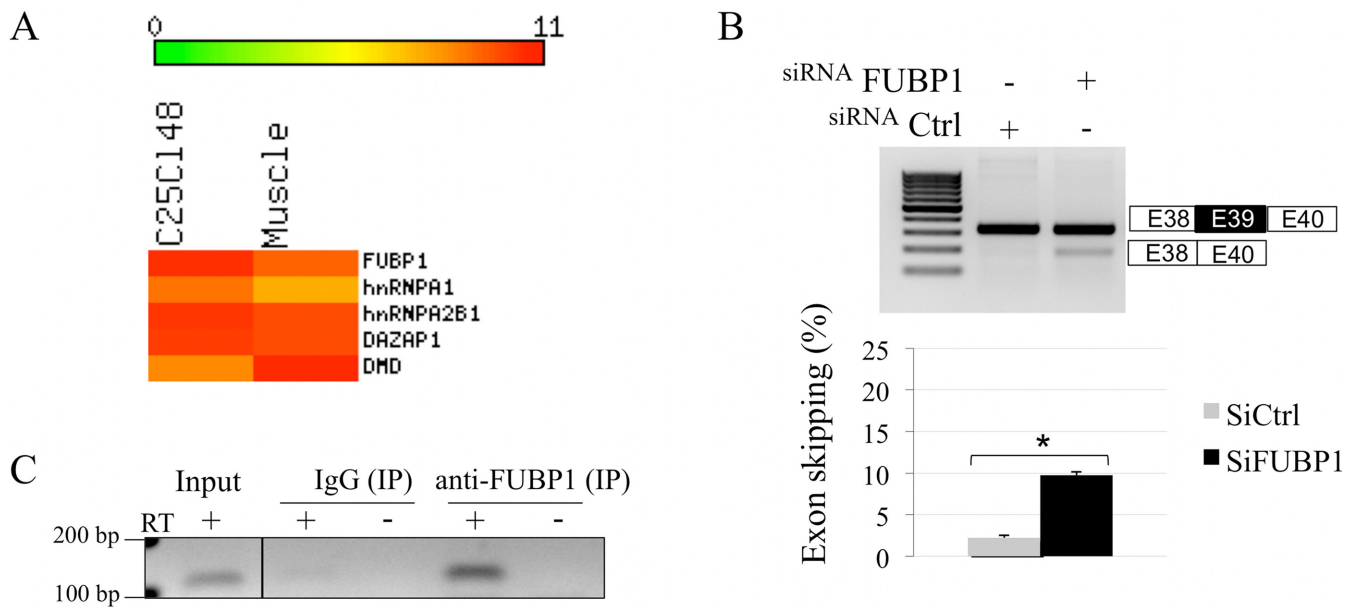 A
0 11
C25Cl48
Muscle
FUBP1
hnRNPA1
hnRNPA2B1
DAZAP1
DMD
B
siRNA FUBP1 - +
siRNA Ctrl + -
E38 E39 E40
E38 E40
Exon skipping (%)
25
20
15
10
5
0
*
SiCtrl
SiFUBP1
C
Input IgG (IP) anti-FUBP1 (IP)
RT + + - + -
200 bp
100 bp